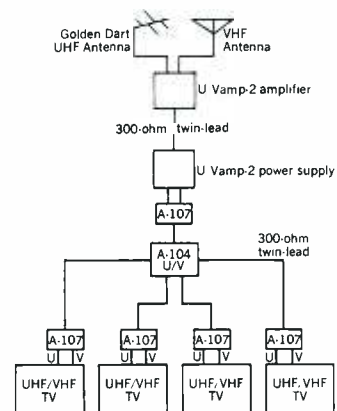 Golden Dart
UHF Antenna
VHF
Antenna
U Vamp-2 amplifier
300-ohm twin-lead
U Vamp-2 power supply
A-107
A-104
U/V
300-ohm
twin-lead
A-107
A-107
A-107
A-107
U V
U V
U V
U V
UHF/VHF
TV
UHF/VHF
TV
UHF/VHF
TV
UHF, VHF
TV